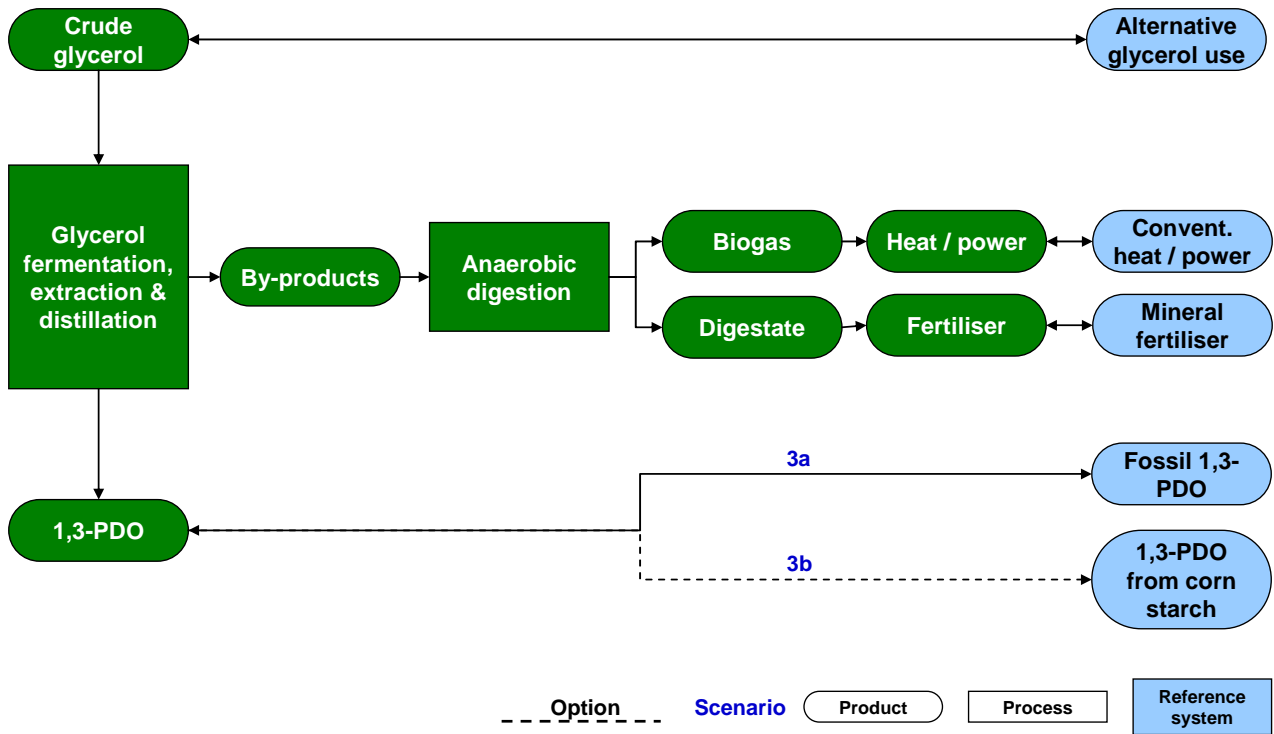 Crude
glycerol
Alternative
glycerol use
Glycerol
fermentation,
extraction &
distillation
By-products
Anaerobic
digestion
Biogas
Heat / power
Convent.
heat / power
Digestate
Fertiliser
Mineral
fertiliser
3a
Fossil 1,3-
PDO
1,3-PDO
3b
1,3-PDO
from corn
starch
Option
Scenario
Product
Process
Reference
system